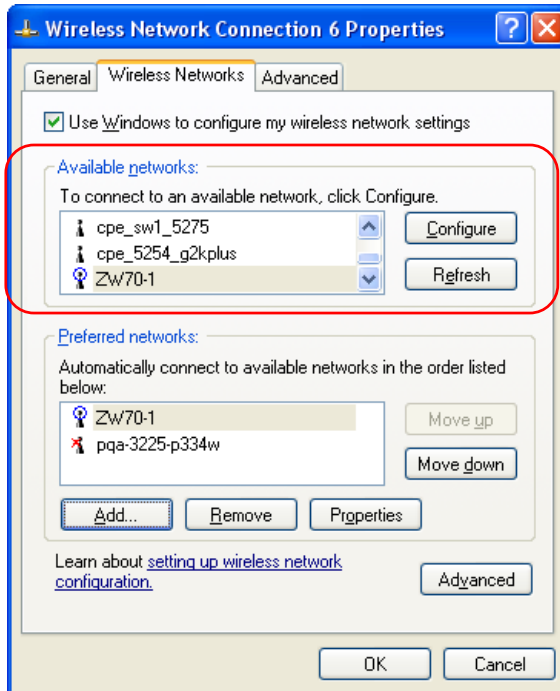 Wireless Network Connection 6 Properties
General Wireless Networks Advanced
Use Windows to configure my wireless network settings
Available networks:
To connect to an available network, click Configure.
cpe_sw1_5275
cpe_5254_g2kplus
ZW70-1
Configure
Refresh
Preferred networks:
Automatically connect to available networks in the order listed
below:
ZW70-1
pqa-3225-p334w
Move up
Move down
Add... Remove Properties
Learn about setting up wireless network
configuration.
Advanced
OK Cancel